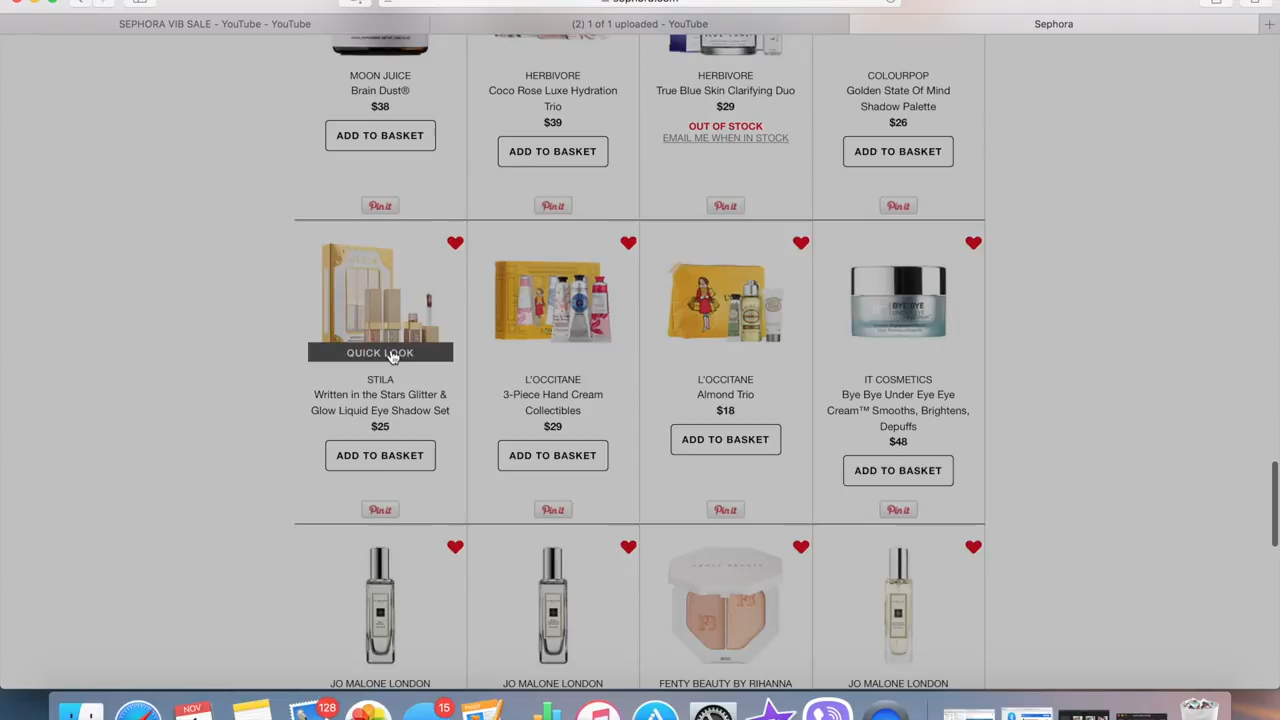 sephora.com
SEPHORA VIB SALE - YouTube - YouTube
(2) 1 of 1 uploaded - YouTube
Sephora
MOON JUICE
Brain Dust®
$38
ADD TO BASKET
Pin it
HERBIVORE
Coco Rose Luxe Hydration
Trio
$39
ADD TO BASKET
Pin it
HERBIVORE
True Blue Skin Clarifying Duo
$29
OUT OF STOCK
EMAIL ME WHEN IN STOCK
Pin it
COLOURPOP
Golden State Of Mind
Shadow Palette
$26
ADD TO BASKET
Pin it
QUICK LOOK
STILA
Written in the Stars Glitter &
Glow Liquid Eye Shadow Set
$25
ADD TO BASKET
Pin it
L'OCCITANE
3-Piece Hand Cream
Collectibles
$29
ADD TO BASKET
Pin it
L'OCCITANE
Almond Trio
$18
ADD TO BASKET
Pin it
BYE BYE
IT COSMETICS
Bye Bye Under Eye Eye
Cream™ Smooths, Brightens,
Depuffs
$48
ADD TO BASKET
Pin it
JO MALONE LONDON
JO MALONE LONDON
FENTY BEAUTY BY RIHANNA
JO MALONE LONDON
NOV
128
15
PAGES